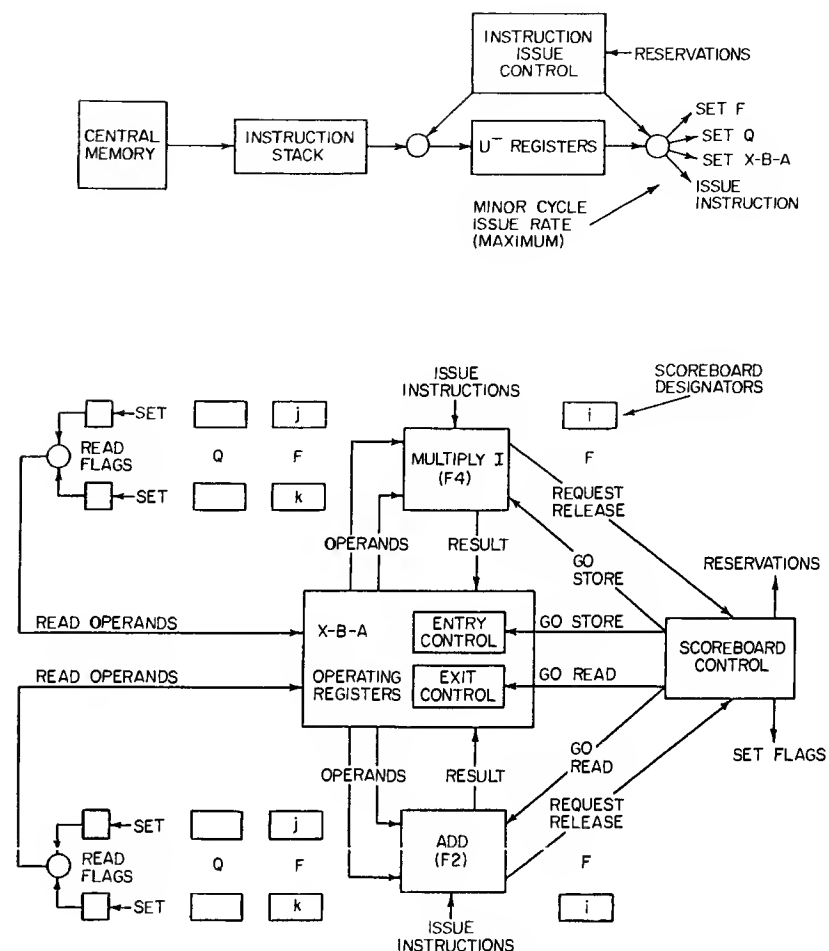 INSTRUCTION
ISSUE
CONTROL
RESERVATIONS
CENTRAL
MEMORY
INSTRUCTION
STACK
U⁻ REGISTERS
SET F
SET Q
SET X-B-A
ISSUE
INSTRUCTION
MINOR CYCLE
ISSUE RATE
(MAXIMUM)
ISSUE
INSTRUCTIONS
SCOREBOARD
DESIGNATORS
SET
j
i
READ
FLAGS
Q
F
MULTIPLY I
(F4)
F
SET
k
REQUEST
RELEASE
OPERANDS
RESULT
GO
STORE
RESERVATIONS
READ OPERANDS
X-B-A
ENTRY
CONTROL
GO STORE
SCOREBOARD
CONTROL
READ OPERANDS
OPERATING
REGISTERS
EXIT
CONTROL
GO READ
SET FLAGS
OPERANDS
RESULT
GO
READ
REQUEST
RELEASE
SET
j
READ
FLAGS
Q
F
ADD
(F2)
F
SET
k
i
ISSUE
INSTRUCTIONS